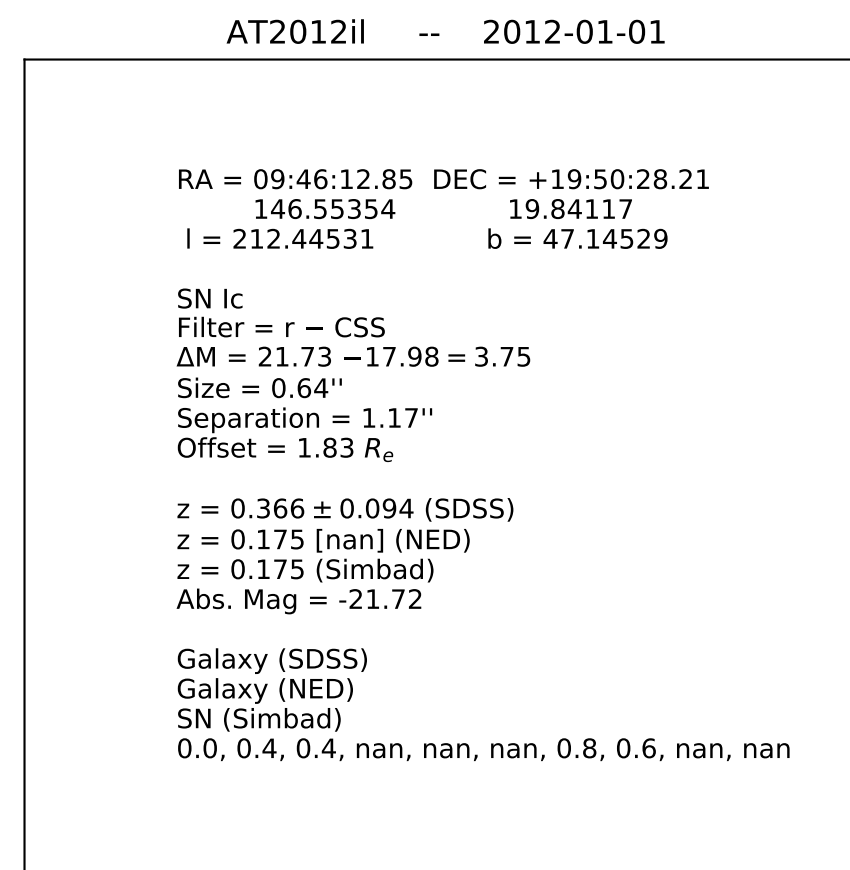 AT2012il -- 2012-01-01
RA = 09:46:12.85 DEC = +19:50:28.21
146.55354 19.84117
l = 212.44531 b = 47.14529
SN Ic
Filter = r − CSS
ΔM = 21.73 −17.98 = 3.75
Size = 0.64''
Separation = 1.17''
Offset = 1.83 Rₑ
z = 0.366 ± 0.094 (SDSS)
z = 0.175 [nan] (NED)
z = 0.175 (Simbad)
Abs. Mag = -21.72
Galaxy (SDSS)
Galaxy (NED)
SN (Simbad)
0.0, 0.4, 0.4, nan, nan, nan, 0.8, 0.6, nan, nan